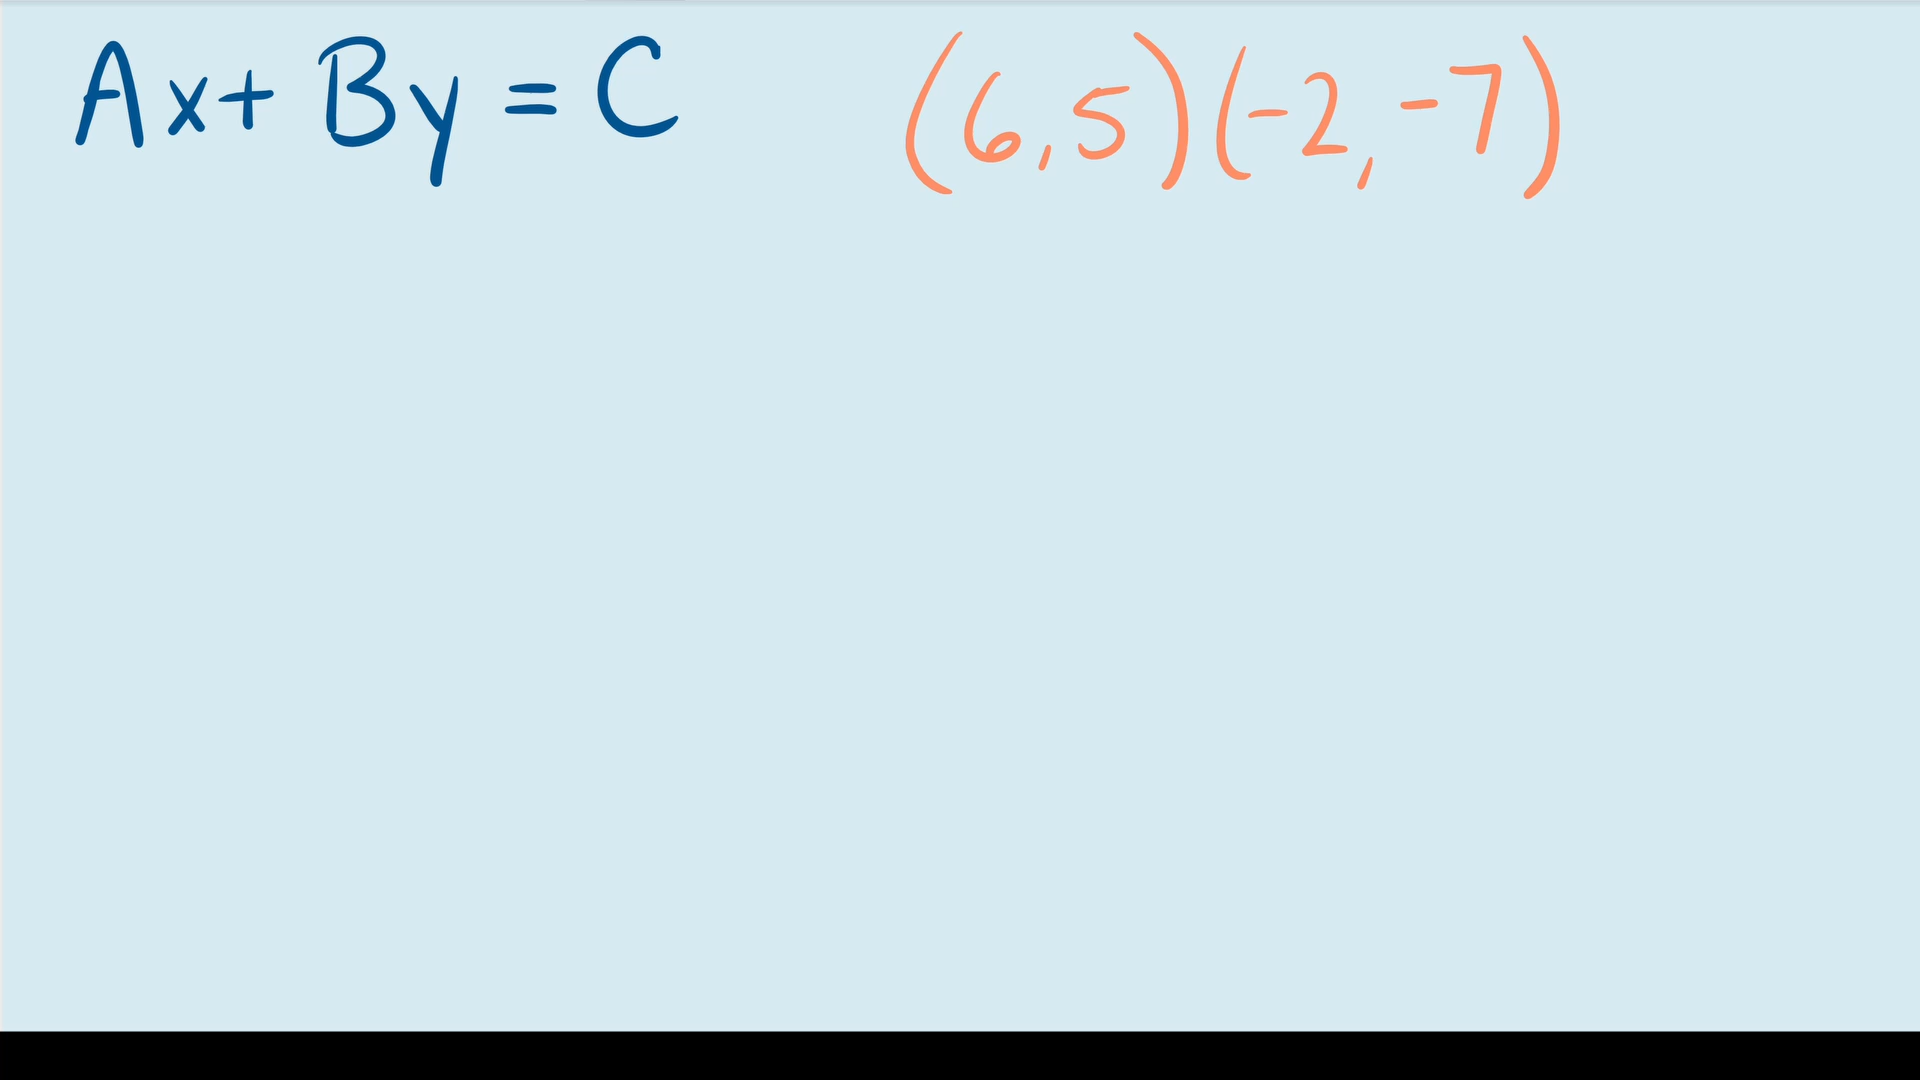 Ax + By = C (6,5)(-2,-7)